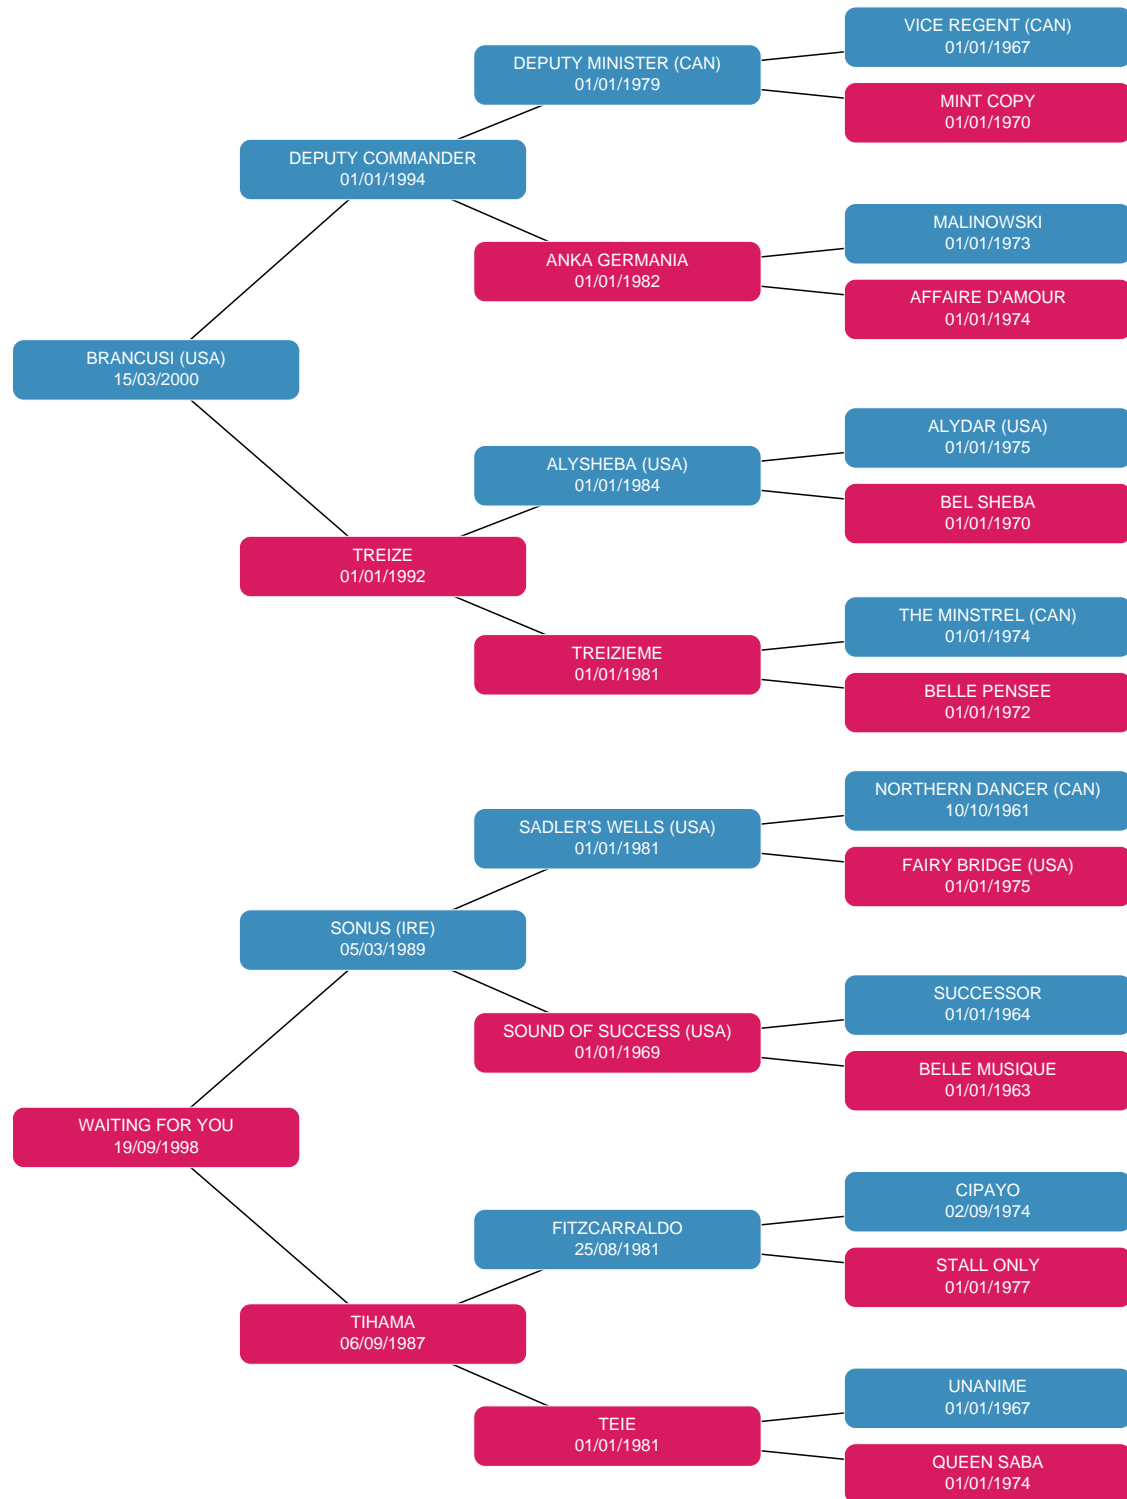 VICE REGENT (CAN)
01/01/1967
DEPUTY MINISTER (CAN)
01/01/1979
MINT COPY
01/01/1970
DEPUTY COMMANDER
01/01/1994
MALINOWSKI
01/01/1973
ANKA GERMANIA
01/01/1982
AFFAIRE D'AMOUR
01/01/1974
BRANCUSI (USA)
15/03/2000
ALYDAR (USA)
01/01/1975
ALYSHEBA (USA)
01/01/1984
BEL SHEBA
01/01/1970
TREIZE
01/01/1992
THE MINSTREL (CAN)
01/01/1974
TREIZIEME
01/01/1981
BELLE PENSEE
01/01/1972
NORTHERN DANCER (CAN)
10/10/1961
SADLER'S WELLS (USA)
01/01/1981
FAIRY BRIDGE (USA)
01/01/1975
SONUS (IRE)
05/03/1989
SUCCESSOR
01/01/1964
SOUND OF SUCCESS (USA)
01/01/1969
BELLE MUSIQUE
01/01/1963
WAITING FOR YOU
19/09/1998
CIPAYO
02/09/1974
FITZCARRALDO
25/08/1981
STALL ONLY
01/01/1977
TIHAMA
06/09/1987
UNANIME
01/01/1967
TEIE
01/01/1981
QUEEN SABA
01/01/1974